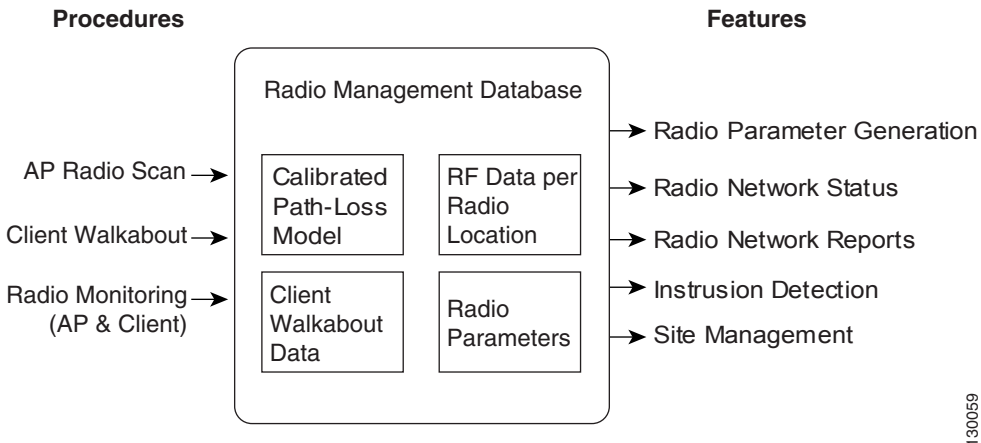 Procedures
Features
Radio Management Database
AP Radio Scan
Client Walkabout
Radio Monitoring
(AP & Client)
Calibrated
Path-Loss
Model
RF Data per
Radio
Location
Client
Walkabout
Data
Radio
Parameters
Radio Parameter Generation
Radio Network Status
Radio Network Reports
Instrusion Detection
Site Management
130059